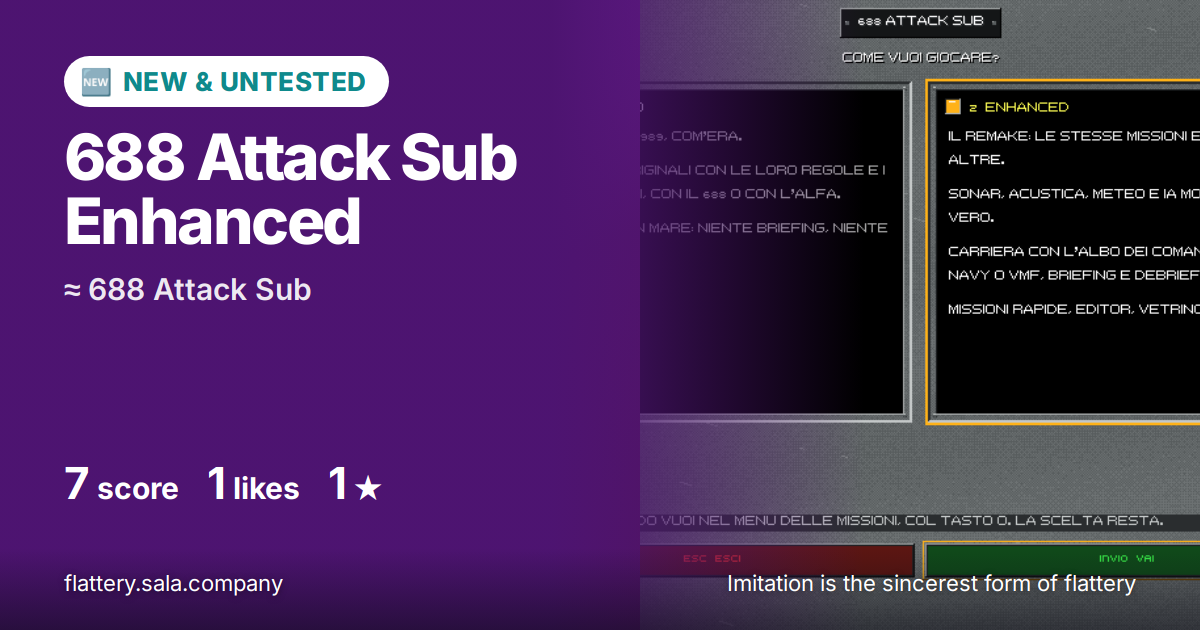 🆕 NEW & UNTESTED
688 Attack Sub
Enhanced
≈ 688 Attack Sub
7 score 1 likes 1 ★
flattery.sala.company
688 ATTACK SUB
COME VUOI GIOCARE?
COM'ERA.
CON LE LORO REGOLE E I
CON IL 688 O CON L'ALFA.
MARE: NIENTE BRIEFING, NIENTE
2 ENHANCED
IL REMAKE: LE STESSE MISSIONI E
ALTRE.
SONAR, ACUSTICA, METEO E IA MO
VERO.
CARRIERA CON L'ALBO DEI COMAN
NAVY O VMF, BRIEFING E DEBRIEF
MISSIONI RAPIDE, EDITOR, VETRINO
VUOI NEL MENU DELLE MISSIONI, COL TASTO O. LA SCELTA RESTA.
ESC ESCI
INVIO VAI
Imitation is the sincerest form of flattery